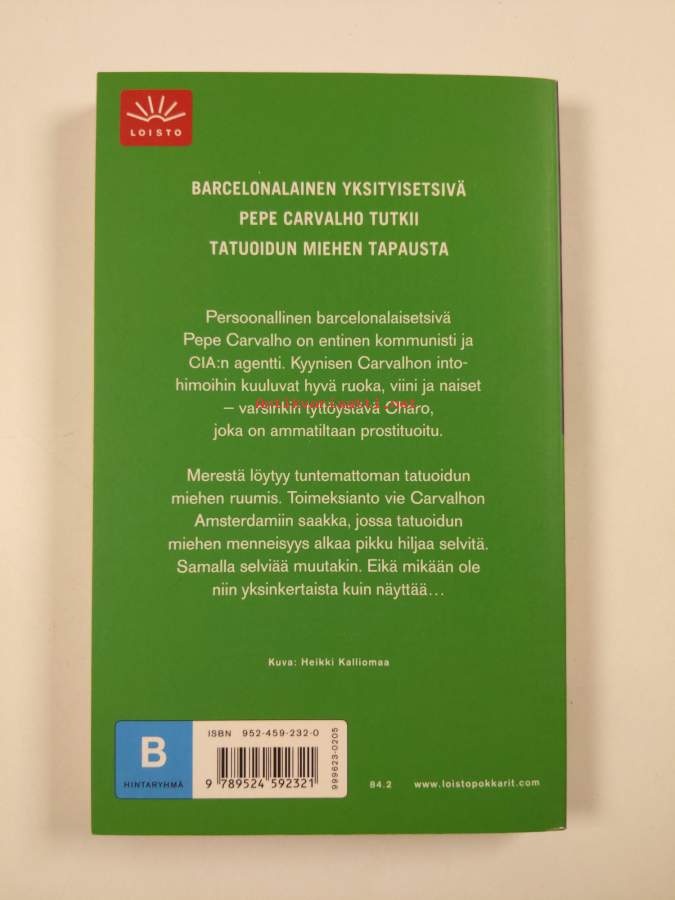 LOISTO
BARCELONALAINEN YKSITYISETSIVÄ
PEPE CARVALHO TUTKII
TATUOIDUN MIEHEN TAPAUSTA
Persoonallinen barcelonalaisetsivä
Pepe Carvalho on entinen kommunisti ja
CIA:n agentti. Kyynisen Carvalhon into-
himoihin kuuluvat hyvä ruoka, viini ja naiset
– varsinkin tyttöystävä Charo,
Antikvariaatti.net
joka on ammatiltaan prostituoitu.
Merestä löytyy tuntemattoman tatuoidun
miehen ruumis. Toimeksianto vie Carvalhon
Amsterdamiin saakka, jossa tatuoidun
miehen menneisyys alkaa pikku hiljaa selvitä.
Samalla selviää muutakin. Eikä mikään ole
niin yksinkertaista kuin näyttää...
Kuva: Heikki Kalliomaa
B
HINTARYHMÄ
ISBN 952-459-232-0
9 789524 592321
999623-0205
84.2 www.loistopokkarit.com